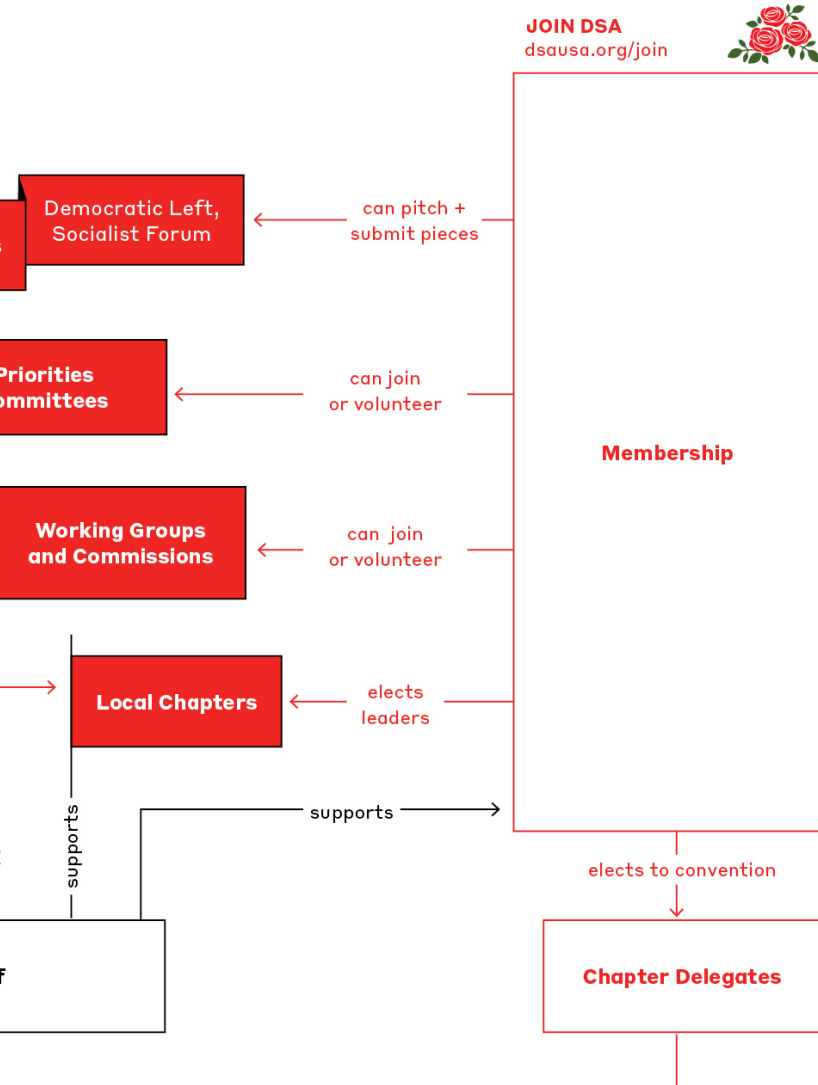 JOIN DSA
dsausa.org/join
Democratic Left,
Socialist Forum
can pitch +
submit pieces
Priorities
can join
or volunteer
Membership
Working Groups
and Commissions
can join
or volunteer
Local Chapters
elects
leaders
supports
supports
elects to convention
Chapter Delegates